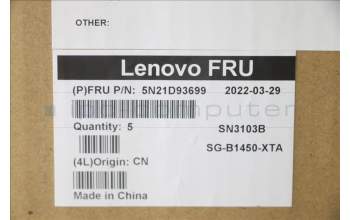 OTHER:
Lenovo FRU
(P)FRU P/N: 5N21D93699 2022-03-29
Quantity: 5 SN3103B
SG-B1450-XTA
(4L)Origin: CN
Made in China